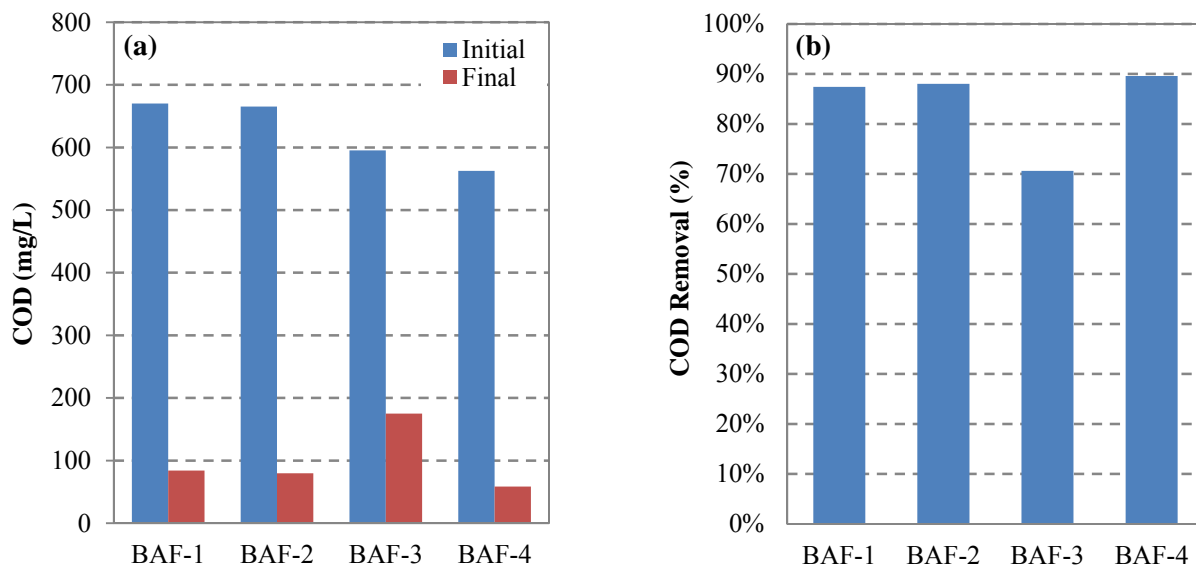 (a)
Initial
Final
COD (mg/L)
800
700
600
500
400
300
200
100
0
BAF-1 BAF-2 BAF-3 BAF-4
(b)
COD Removal (%)
100%
90%
80%
70%
60%
50%
40%
30%
20%
10%
0%
BAF-1 BAF-2 BAF-3 BAF-4